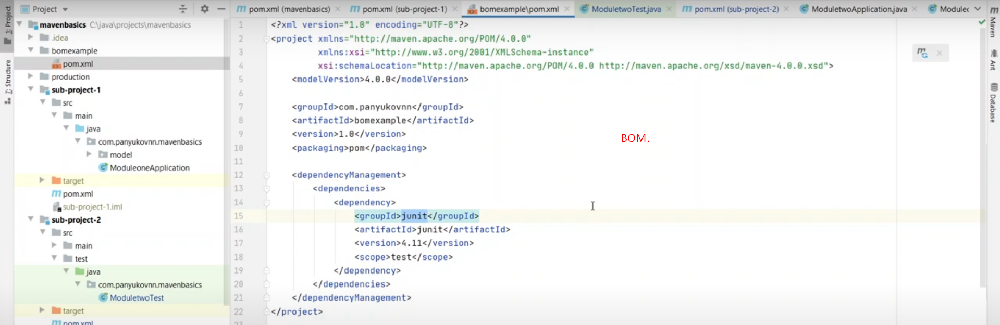 1: Project
Z: Structure
Project
mavenbasics C:\java\projects\mavenbasics
.idea
bomexample
pom.xml
production
sub-project-1
src
main
java
com.panyukovnn.mavenbasics
model
ModuleoneApplication
target
pom.xml
sub-project-1.iml
sub-project-2
src
main
test
java
com.panyukovnn.mavenbasics
ModuletwoTest
target
pom.xml
pom.xml (mavenbasics)
pom.xml (sub-project-1)
bomexample\pom.xml
ModuletwoTest.java
pom.xml (sub-project-2)
ModuletwoApplication.java
Module
1 <?xml version="1.0" encoding="UTF-8"?>
2 <project xmlns="http://maven.apache.org/POM/4.0.0"
3 xmlns:xsi="http://www.w3.org/2001/XMLSchema-instance"
4 xsi:schemaLocation="http://maven.apache.org/POM/4.0.0 http://maven.apache.org/xsd/maven-4.0.0.xsd">
5 <modelVersion>4.0.0</modelVersion>
6
7 <groupId>com.panyukovnn</groupId>
8 <artifactId>bomexample</artifactId>
9 <version>1.0</version>
10 <packaging>pom</packaging>
11
12 <dependencyManagement>
13 <dependencies>
14 <dependency>
15 <groupId>junit</groupId>
16 <artifactId>junit</artifactId>
17 <version>4.11</version>
18 <scope>test</scope>
19 </dependency>
20 </dependencies>
21 </dependencyManagement>
22 </project>
23
BOM.
Maven
Ant
Database